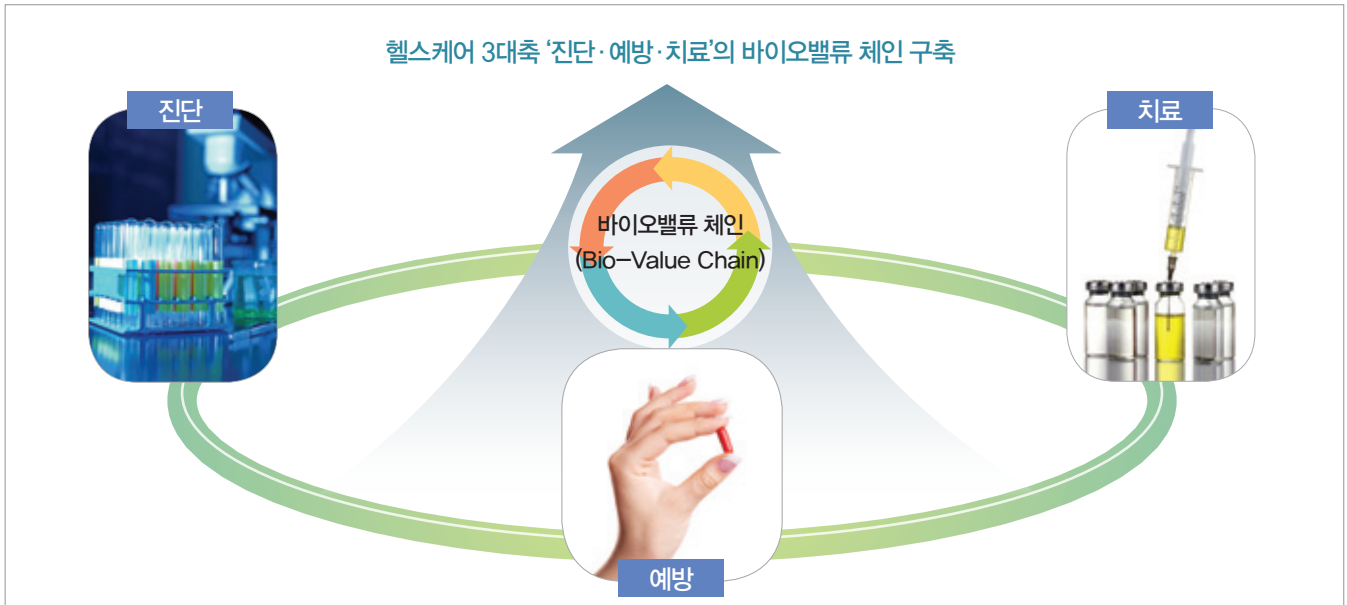 헬스케어 3대축 ‘진단·예방·치료’의 바이오밸류 체인 구축
진단
치료
바이오밸류 체인
(Bio-Value Chain)
예방